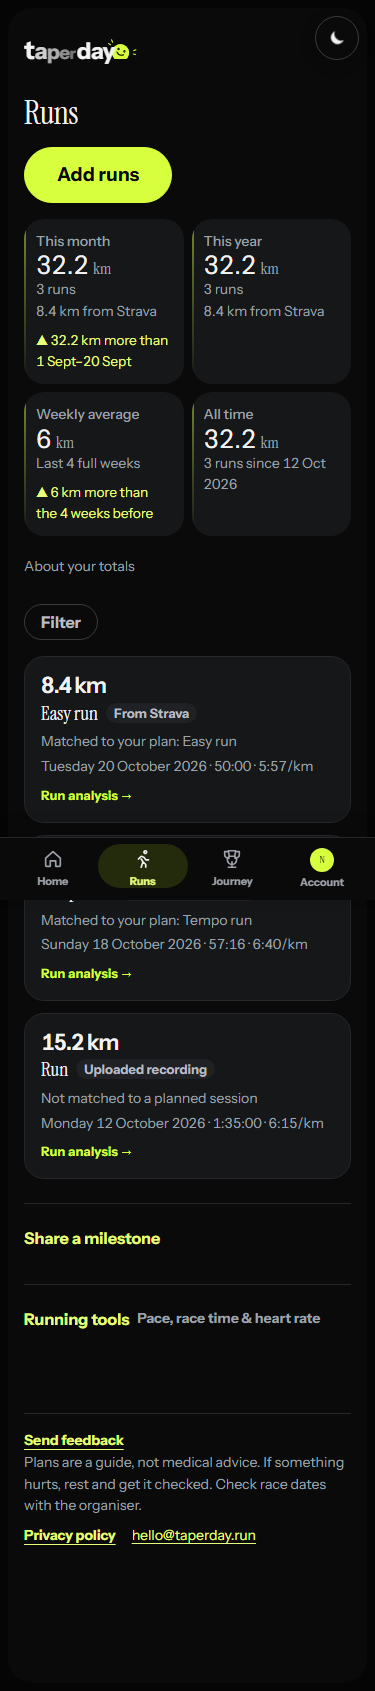 taperday
Runs
Add runs
This month
32.2 km
3 runs
8.4 km from Strava
▲ 32.2 km more than
1 Sept–20 Sept
This year
32.2 km
3 runs
8.4 km from Strava
Weekly average
6 km
Last 4 full weeks
▲ 6 km more than
the 4 weeks before
All time
32.2 km
3 runs since 12 Oct
2026
About your totals
Filter
8.4 km
Easy run From Strava
Matched to your plan: Easy run
Tuesday 20 October 2026 · 50:00 · 5:57/km
Run analysis →
Home
Runs
Journey
N
Account
Matched to your plan: Tempo run
Sunday 18 October 2026 · 57:16 · 6:40/km
Run analysis →
15.2 km
Run Uploaded recording
Not matched to a planned session
Monday 12 October 2026 · 1:35:00 · 6:15/km
Run analysis →
Share a milestone
Running tools Pace, race time & heart rate
Send feedback
Plans are a guide, not medical advice. If something
hurts, rest and get it checked. Check race dates
with the organiser.
Privacy policy hello@taperday.run